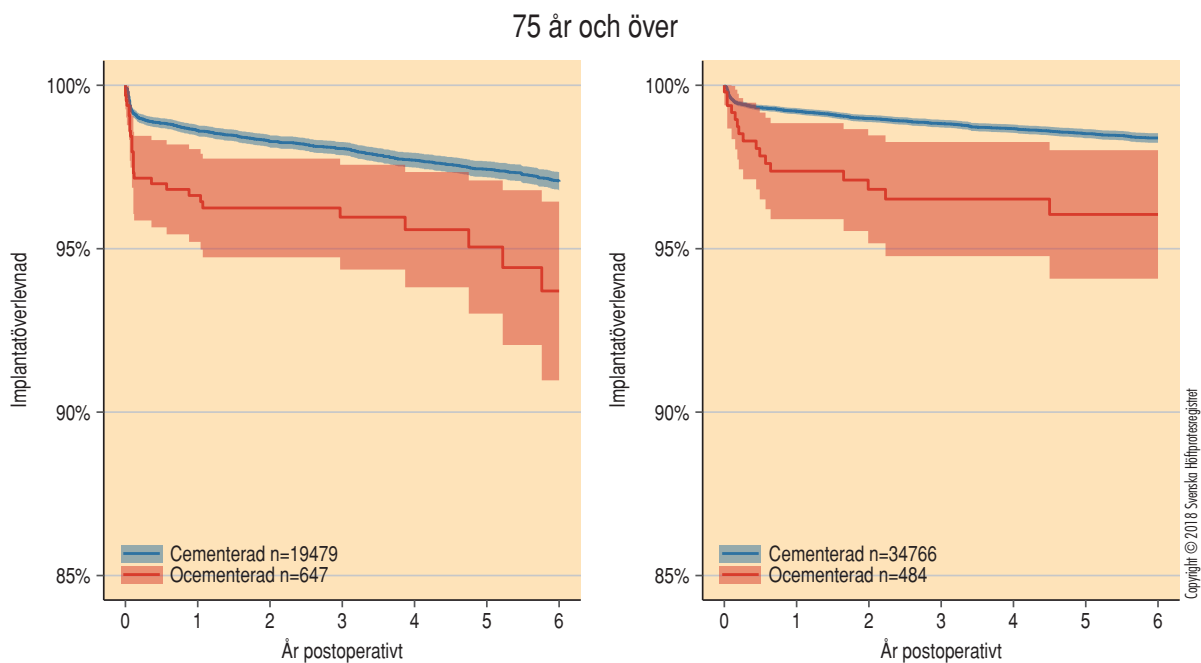 75 år och över
100%
95%
90%
85%
Implantatöverlevnad
Cementerad n=19479
Ocementerad n=647
0 1 2 3 4 5 6
År postoperativt
100%
95%
90%
85%
Implantatöverlevnad
Cementerad n=34766
Ocementerad n=484
0 1 2 3 4 5 6
År postoperativt
Copyright © 2018 Svenska Höftprotesregistret